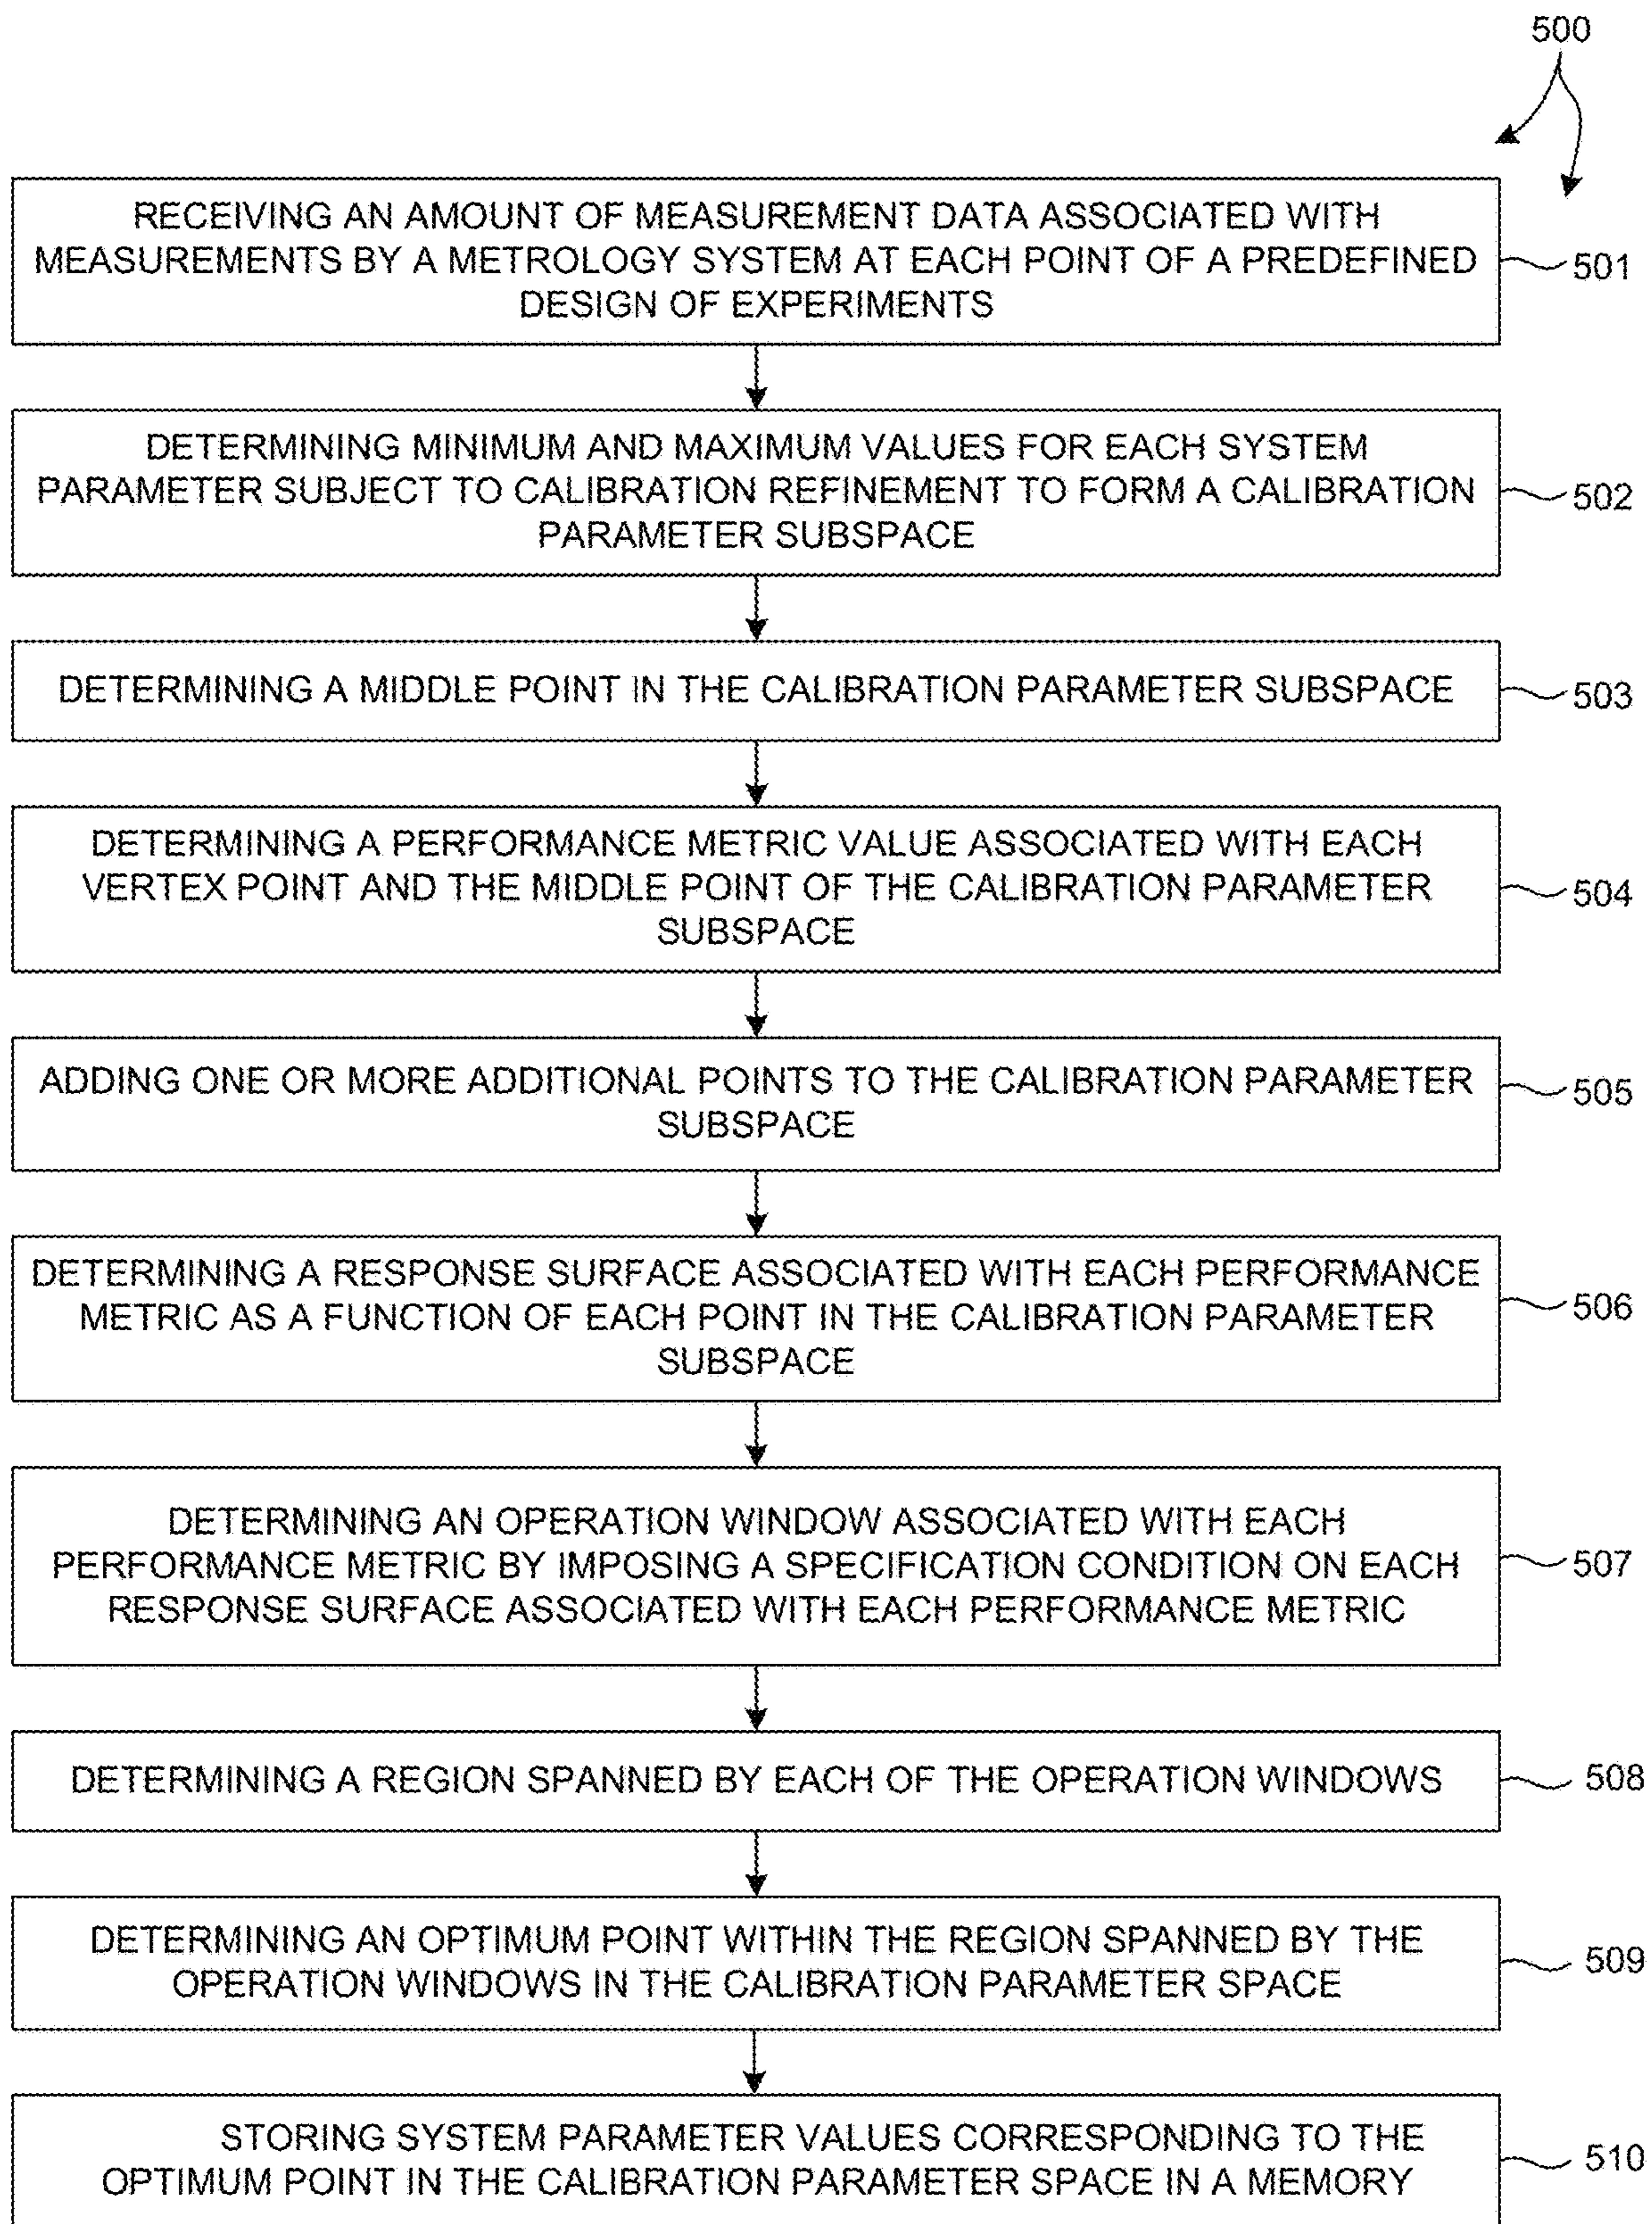 500
RECEIVING AN AMOUNT OF MEASUREMENT DATA ASSOCIATED WITH
MEASUREMENTS BY A METROLOGY SYSTEM AT EACH POINT OF A PREDEFINED
DESIGN OF EXPERIMENTS
501
DETERMINING MINIMUM AND MAXIMUM VALUES FOR EACH SYSTEM
PARAMETER SUBJECT TO CALIBRATION REFINEMENT TO FORM A CALIBRATION
PARAMETER SUBSPACE
502
DETERMINING A MIDDLE POINT IN THE CALIBRATION PARAMETER SUBSPACE
503
DETERMINING A PERFORMANCE METRIC VALUE ASSOCIATED WITH EACH
VERTEX POINT AND THE MIDDLE POINT OF THE CALIBRATION PARAMETER
SUBSPACE
504
ADDING ONE OR MORE ADDITIONAL POINTS TO THE CALIBRATION PARAMETER
SUBSPACE
505
DETERMINING A RESPONSE SURFACE ASSOCIATED WITH EACH PERFORMANCE
METRIC AS A FUNCTION OF EACH POINT IN THE CALIBRATION PARAMETER
SUBSPACE
506
DETERMINING AN OPERATION WINDOW ASSOCIATED WITH EACH
PERFORMANCE METRIC BY IMPOSING A SPECIFICATION CONDITION ON EACH
RESPONSE SURFACE ASSOCIATED WITH EACH PERFORMANCE METRIC
507
DETERMINING A REGION SPANNED BY EACH OF THE OPERATION WINDOWS
508
DETERMINING AN OPTIMUM POINT WITHIN THE REGION SPANNED BY THE
OPERATION WINDOWS IN THE CALIBRATION PARAMETER SPACE
509
STORING SYSTEM PARAMETER VALUES CORRESPONDING TO THE
OPTIMUM POINT IN THE CALIBRATION PARAMETER SPACE IN A MEMORY
510